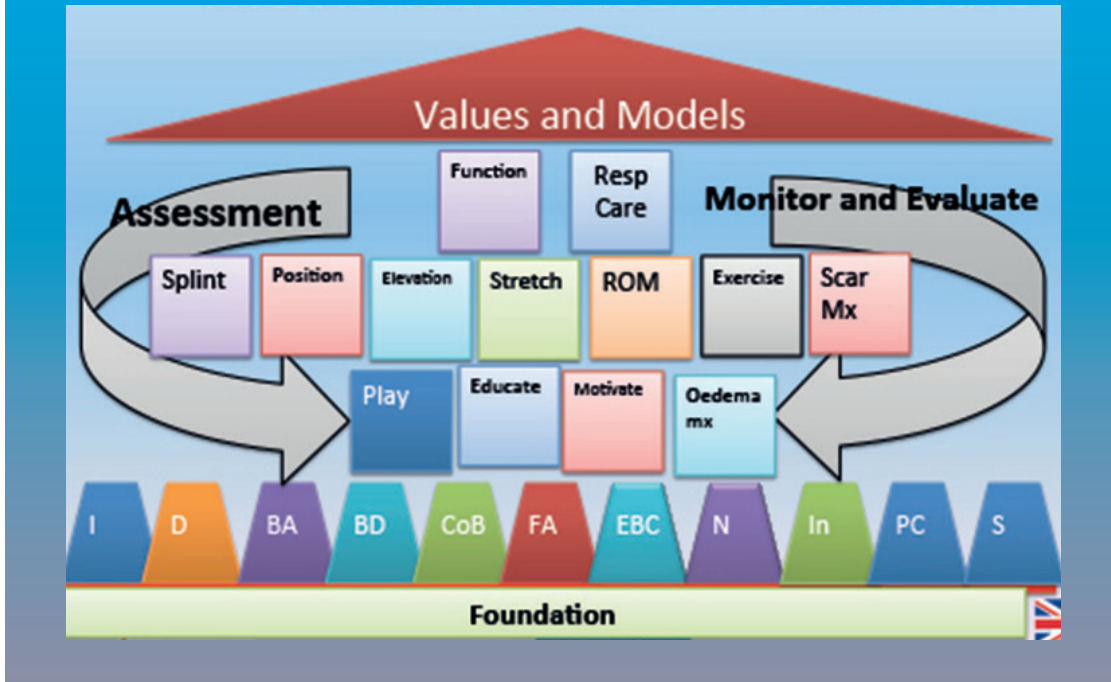 Values and Models
Function
Resp
Care
Assessment
Monitor and Evaluate
Splint
Position
Elevation
Stretch
ROM
Exercise
Scar
Mx
Play
Educate
Motivate
Oedema
mx
I
D
BA
BD
CoB
FA
EBC
N
In
PC
S
Foundation